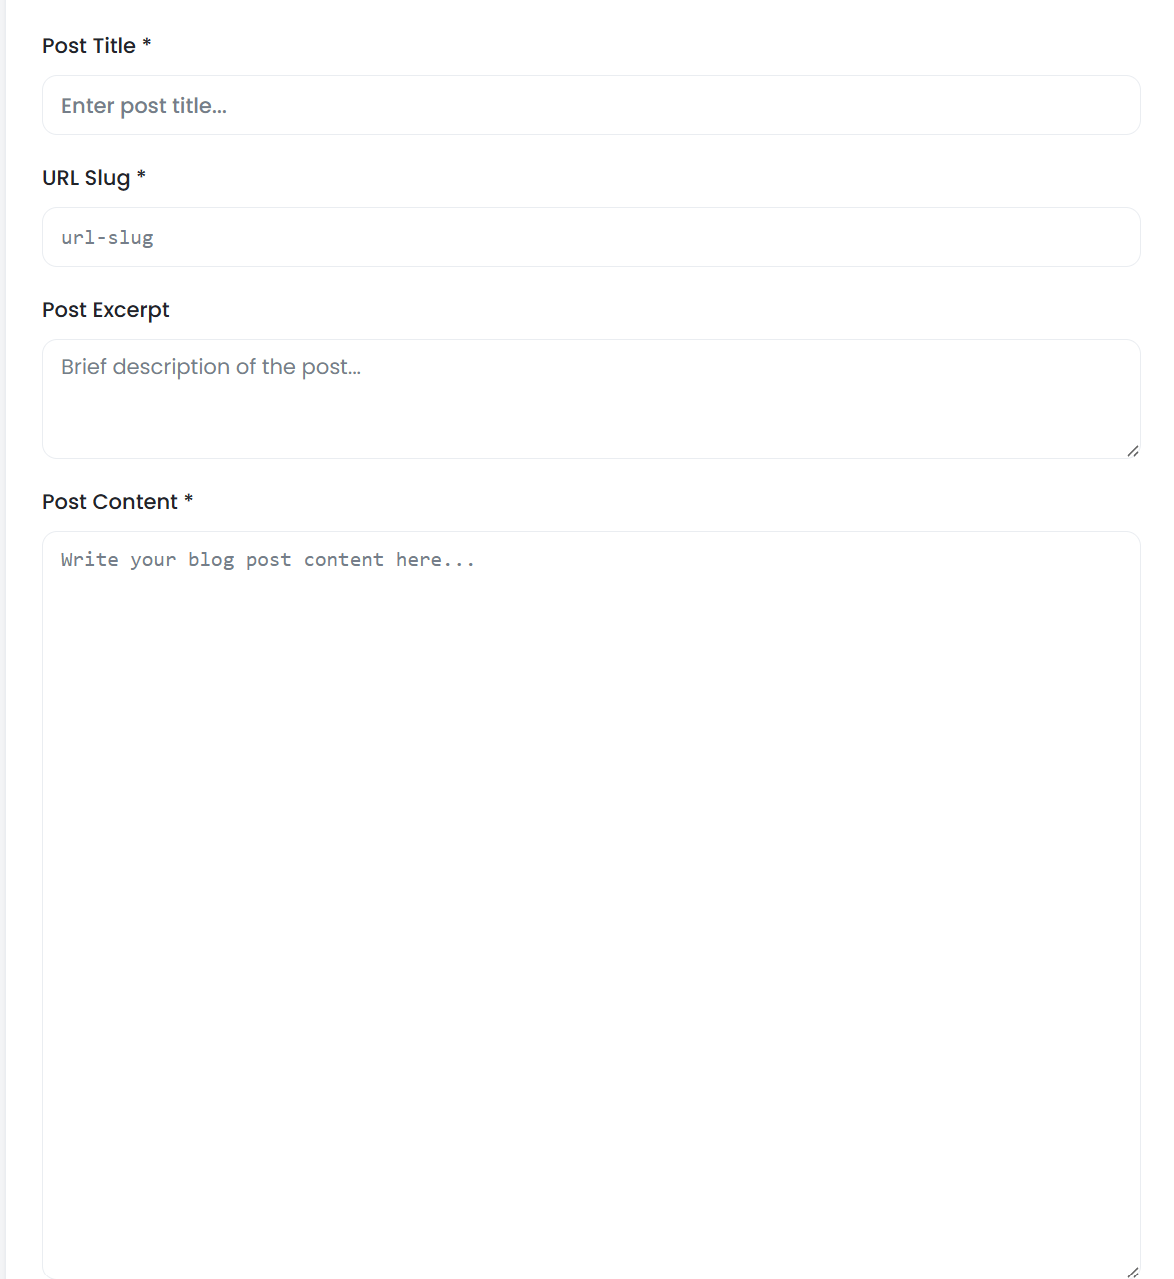 Post Title *
Enter post title...
URL Slug *
url-slug
Post Excerpt
Brief description of the post...
Post Content *
Write your blog post content here...